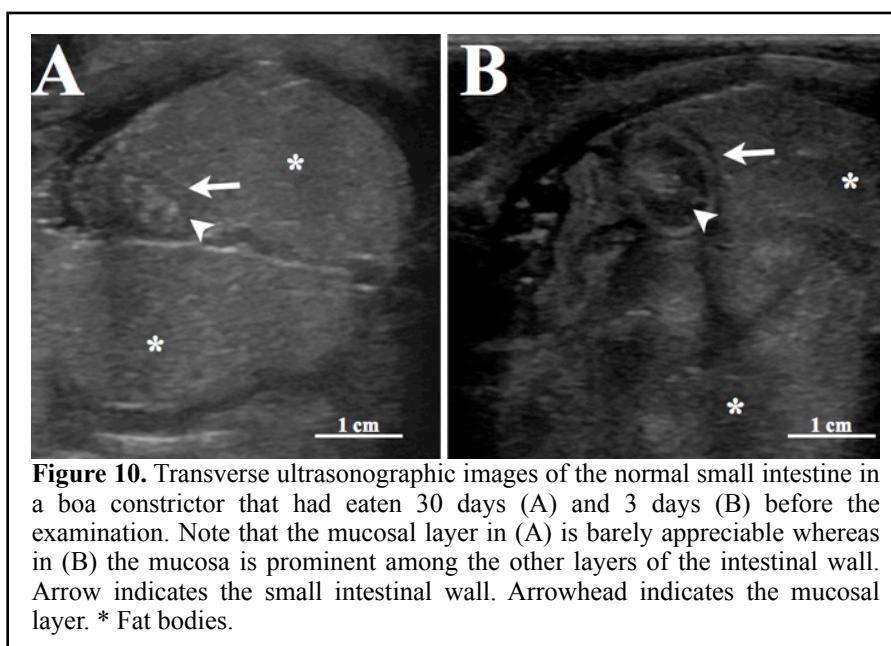 A
B
*
*
*
*
1 cm
1 cm
Figure 10. Transverse ultrasonographic images of the normal small intestine in
a boa constrictor that had eaten 30 days (A) and 3 days (B) before the
examination. Note that the mucosal layer in (A) is barely appreciable whereas
in (B) the mucosa is prominent among the other layers of the intestinal wall.
Arrow indicates the small intestinal wall. Arrowhead indicates the mucosal
layer. * Fat bodies.